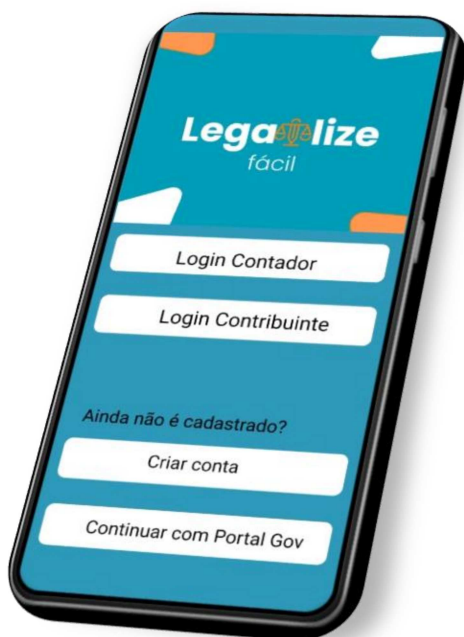 Legalize
fácil
Login Contador
Login Contribuinte
Ainda não é cadastrado?
Criar conta
Continuar com Portal Gov